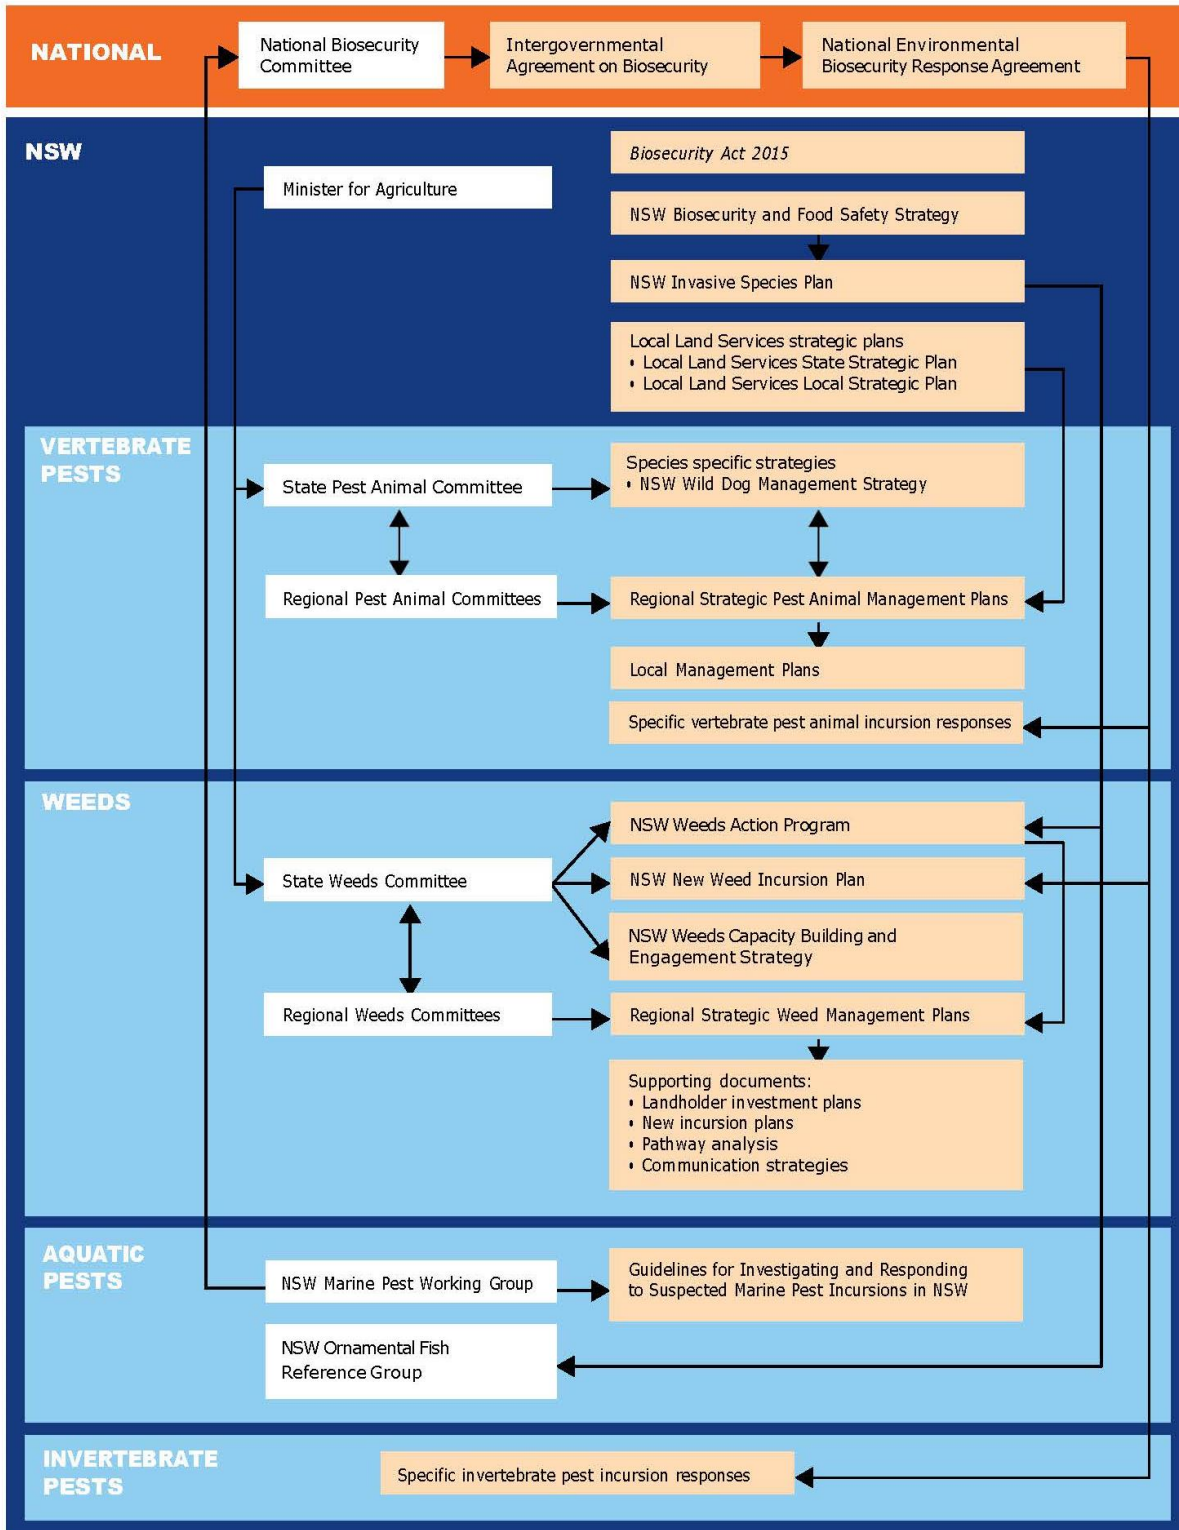 NATIONAL
National Biosecurity
Committee
Intergovernmental
Agreement on Biosecurity
National Environmental
Biosecurity Response Agreement
NSW
Minister for Agriculture
Biosecurity Act 2015
NSW Biosecurity and Food Safety Strategy
NSW Invasive Species Plan
Local Land Services strategic plans
• Local Land Services State Strategic Plan
• Local Land Services Local Strategic Plan
VERTEBRATE
PESTS
State Pest Animal Committee
Species specific strategies
• NSW Wild Dog Management Strategy
Regional Pest Animal Committees
Regional Strategic Pest Animal Management Plans
Local Management Plans
Specific vertebrate pest animal incursion responses
WEEDS
NSW Weeds Action Program
State Weeds Committee
NSW New Weed Incursion Plan
NSW Weeds Capacity Building and
Engagement Strategy
Regional Weeds Committees
Regional Strategic Weed Management Plans
Supporting documents:
• Landholder investment plans
• New incursion plans
• Pathway analysis
• Communication strategies
AQUATIC
PESTS
NSW Marine Pest Working Group
Guidelines for Investigating and Responding
to Suspected Marine Pest Incursions in NSW
NSW Ornamental Fish
Reference Group
INVERTEBRATE
PESTS
Specific invertebrate pest incursion responses